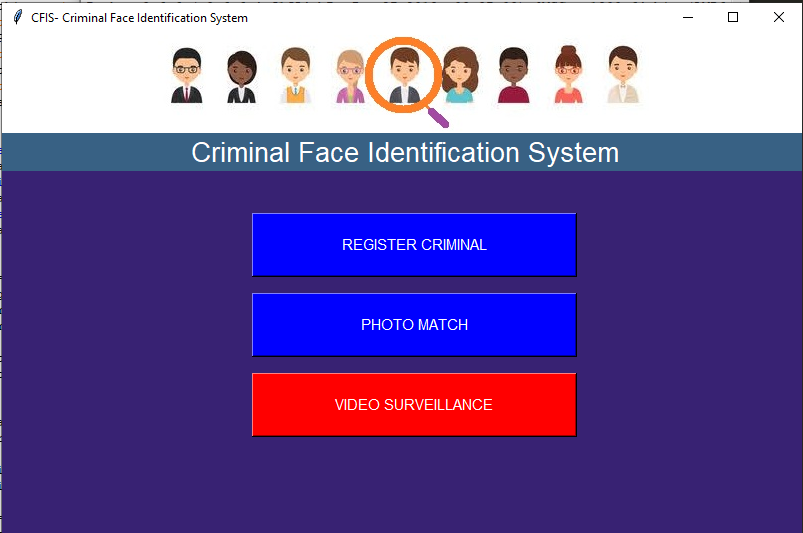 CFIS- Criminal Face Identification System
Criminal Face Identification System
REGISTER CRIMINAL
PHOTO MATCH
VIDEO SURVEILLANCE